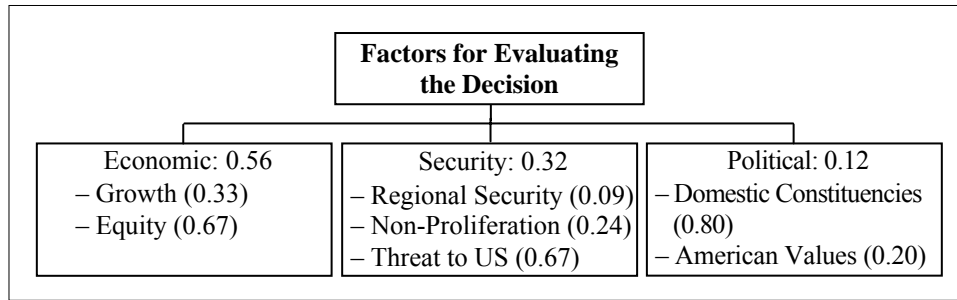 Factors for Evaluating
the Decision
Economic: 0.56
– Growth (0.33)
– Equity (0.67)
Security: 0.32
– Regional Security (0.09)
– Non-Proliferation (0.24)
– Threat to US (0.67)
Political: 0.12
– Domestic Constituencies
(0.80)
– American Values (0.20)